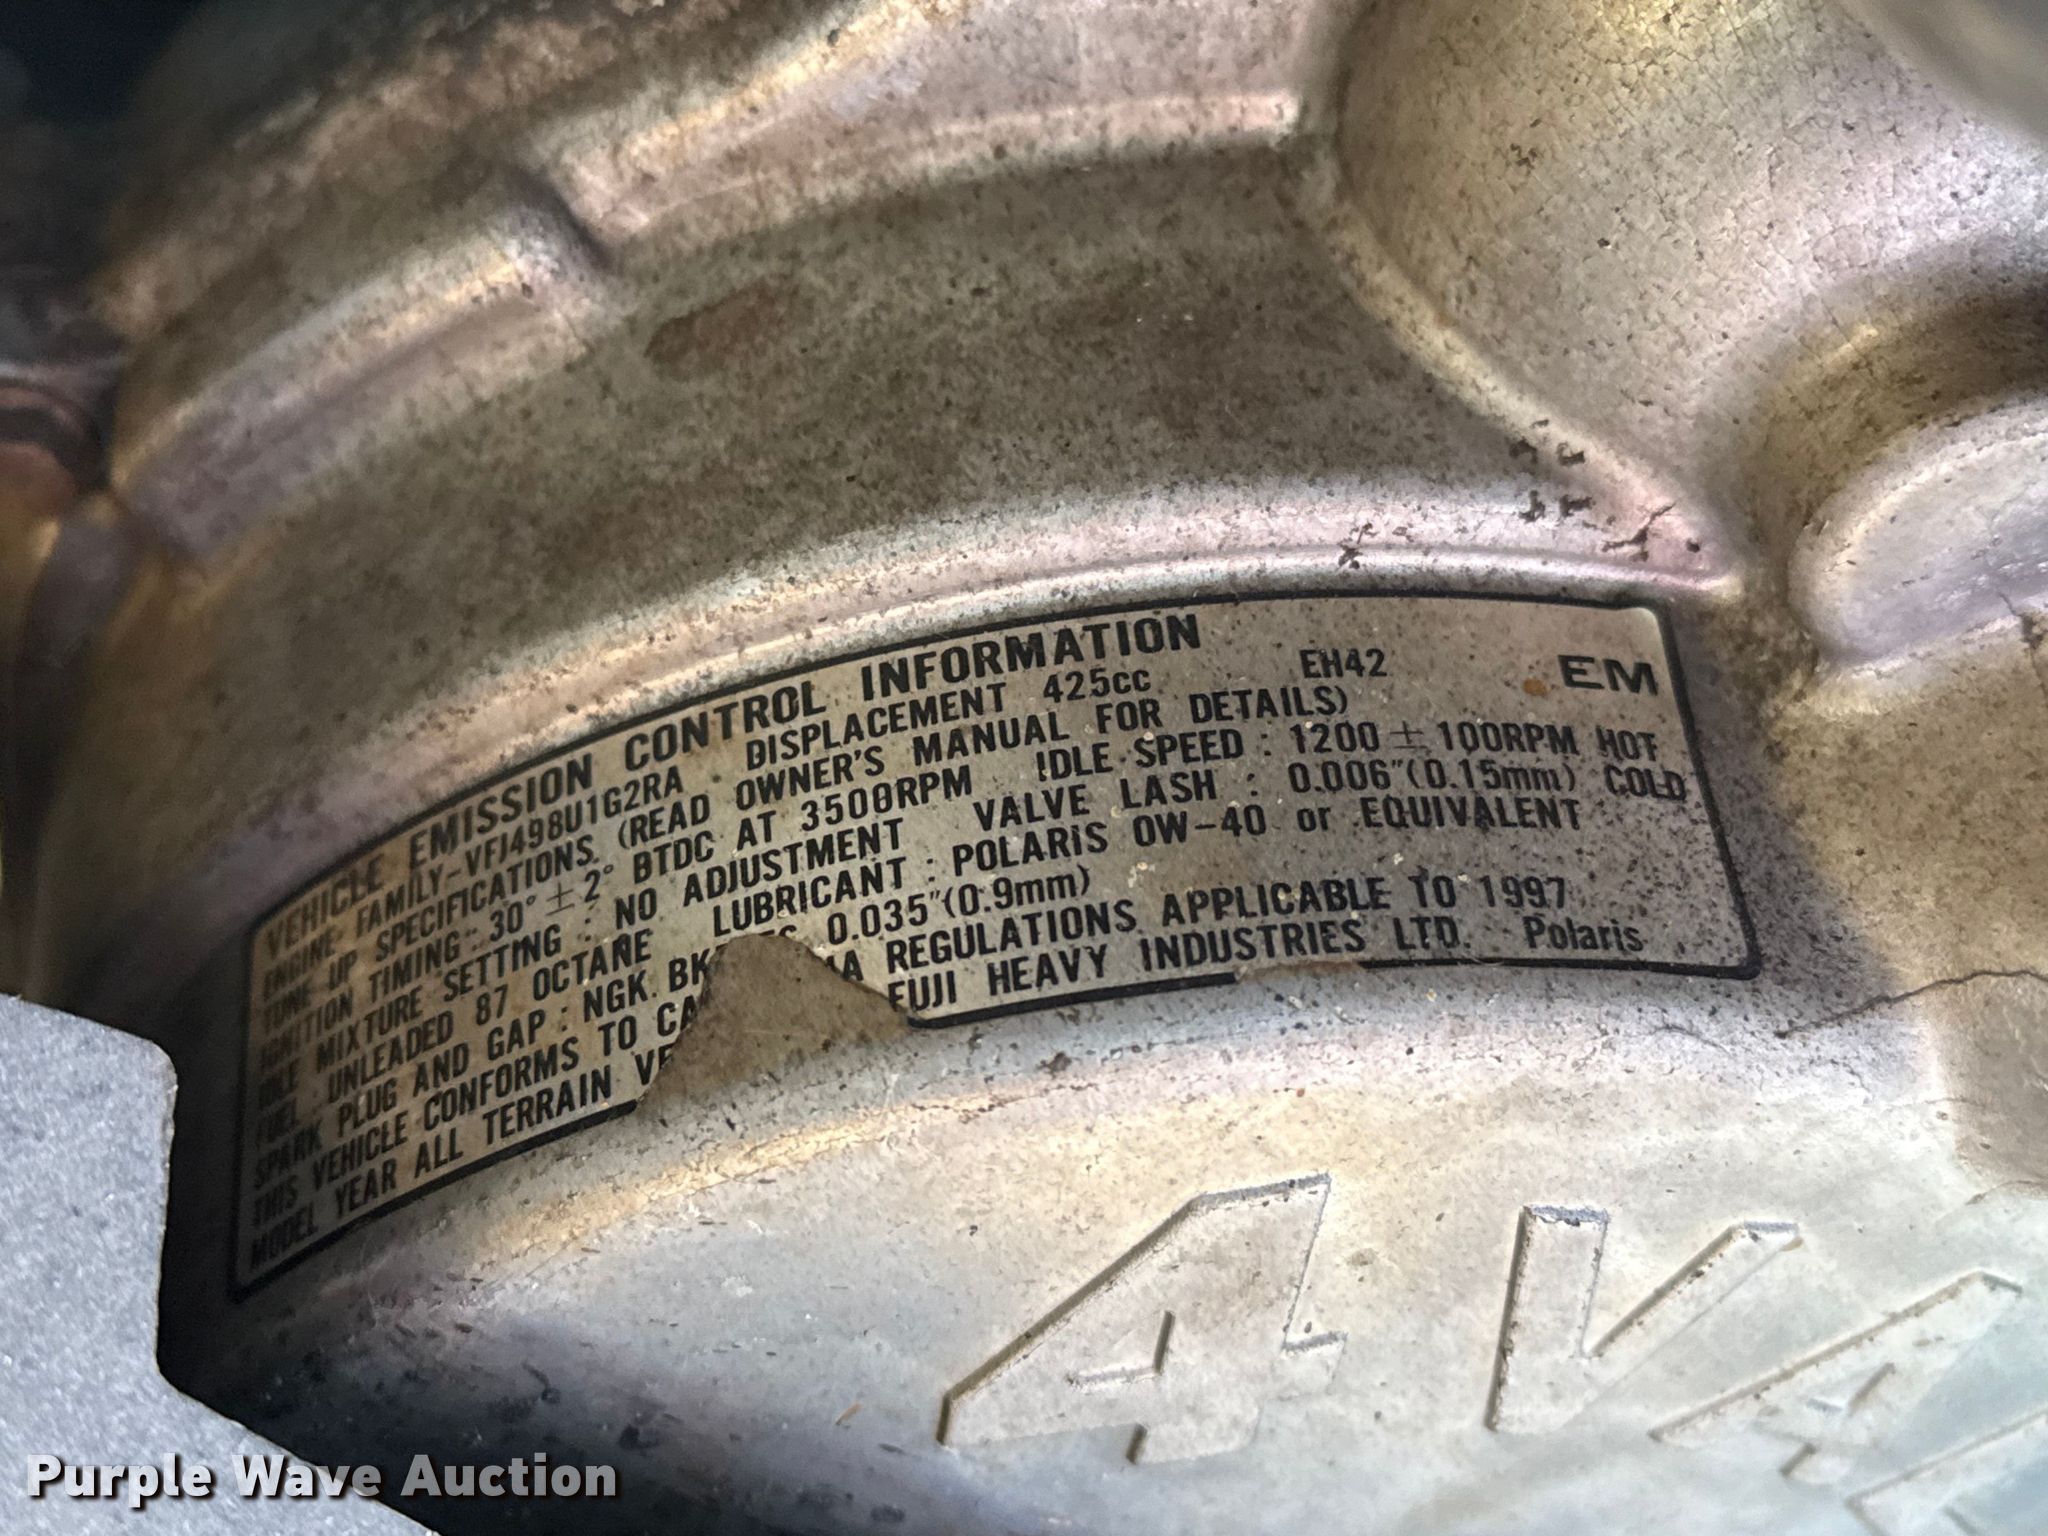 VEHICLE EMISSION CONTROL INFORMATION
ENGINE FAMILY-VFJ498U1G2RA DISPLACEMENT 425cc EH42 EM
TUNE UP SPECIFICATIONS (READ OWNER'S MANUAL FOR DETAILS)
IGNITION TIMING : 30° ± 2° BTDC AT 3500RPM IDLE SPEED : 1200 ± 100RPM HOT
IDLE MIXTURE SETTING : NO ADJUSTMENT VALVE LASH : 0.006"(0.15mm) COLD
FUEL : UNLEADED 87 OCTANE LUBRICANT : POLARIS 0W-40 or EQUIVALENT
SPARK PLUG AND GAP : NGK. 0.035"(0.9mm)
THIS VEHICLE CONFORMS TO REGULATIONS APPLICABLE TO 1997
MODEL YEAR ALL TERRAIN FUJI HEAVY INDUSTRIES LTD. Polaris
4 V
Purple Wave Auction